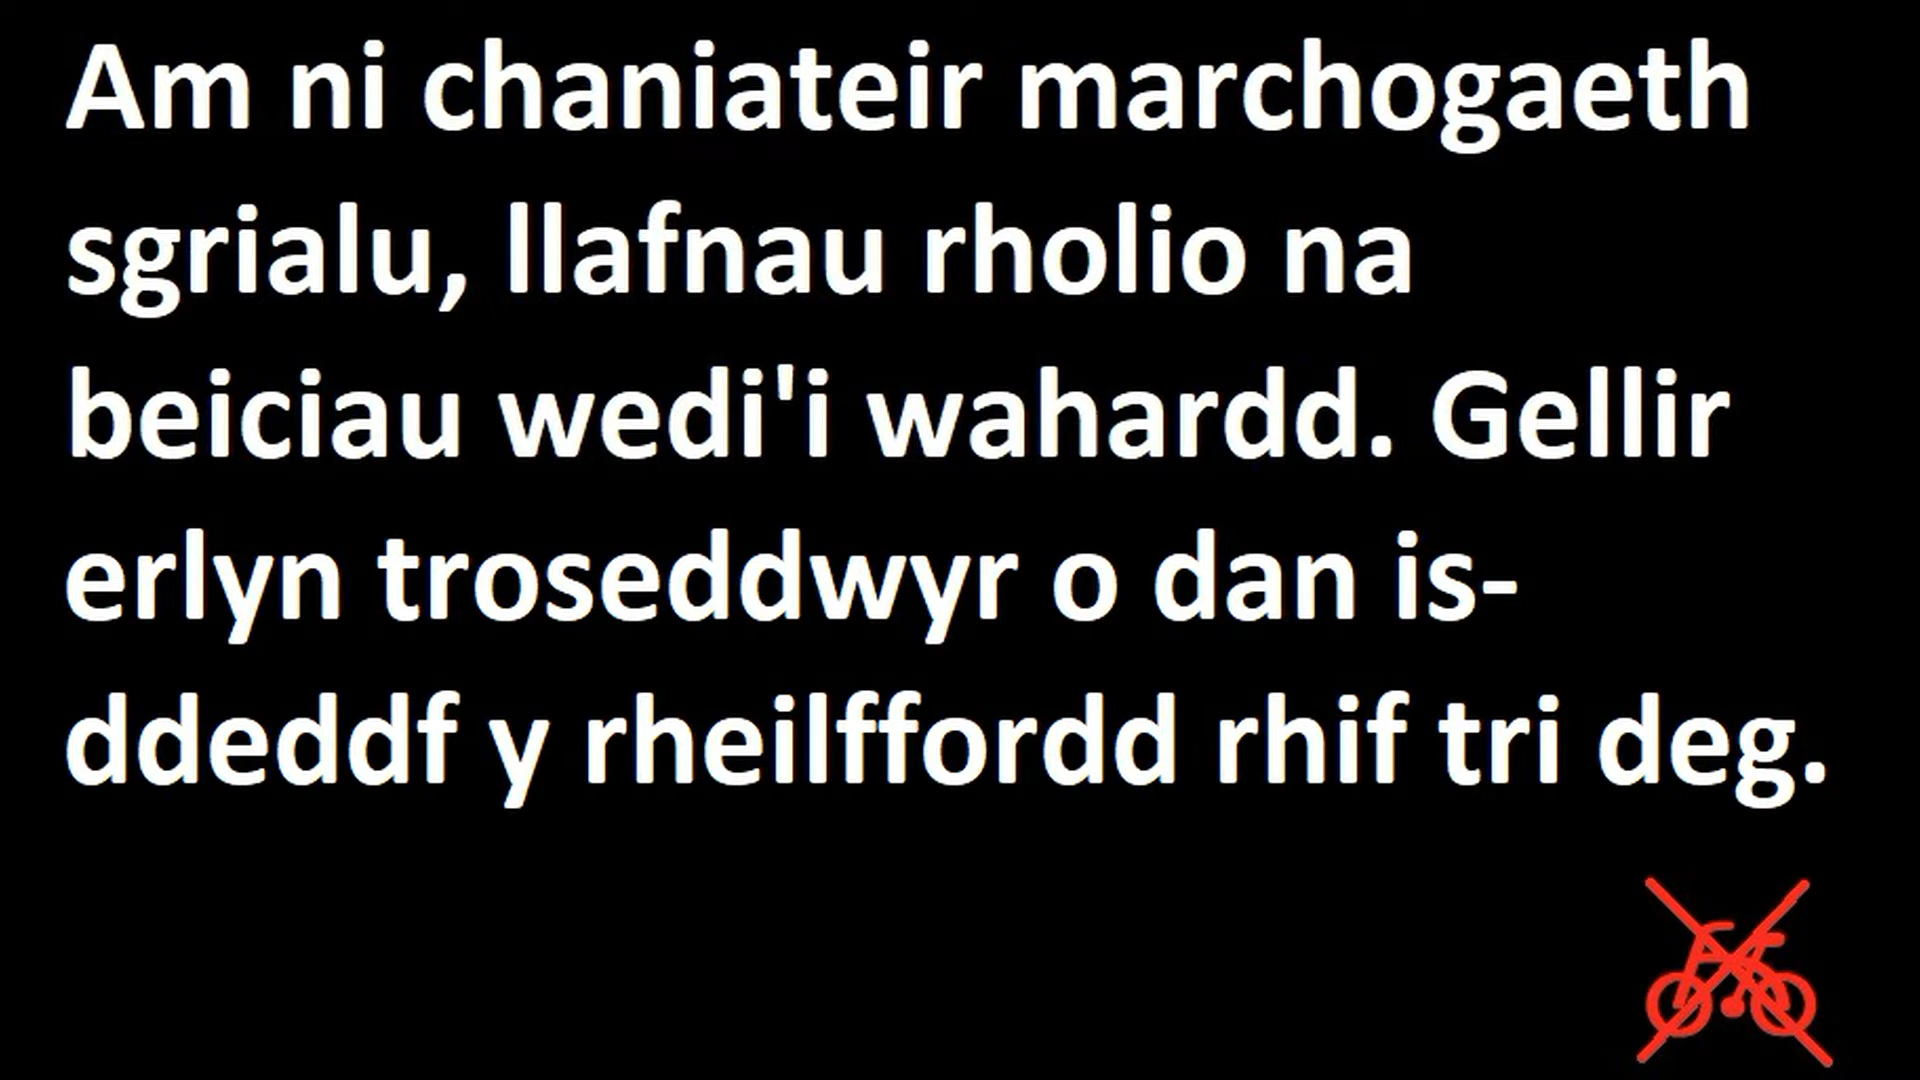 Am ni chaniateir marchogaeth
sgrialu, llafnau rholio na
beiciau wedi'i wahardd. Gellir
erlyn troseddwyr o dan is-
ddeddf y rheilffordd rhif tri deg.